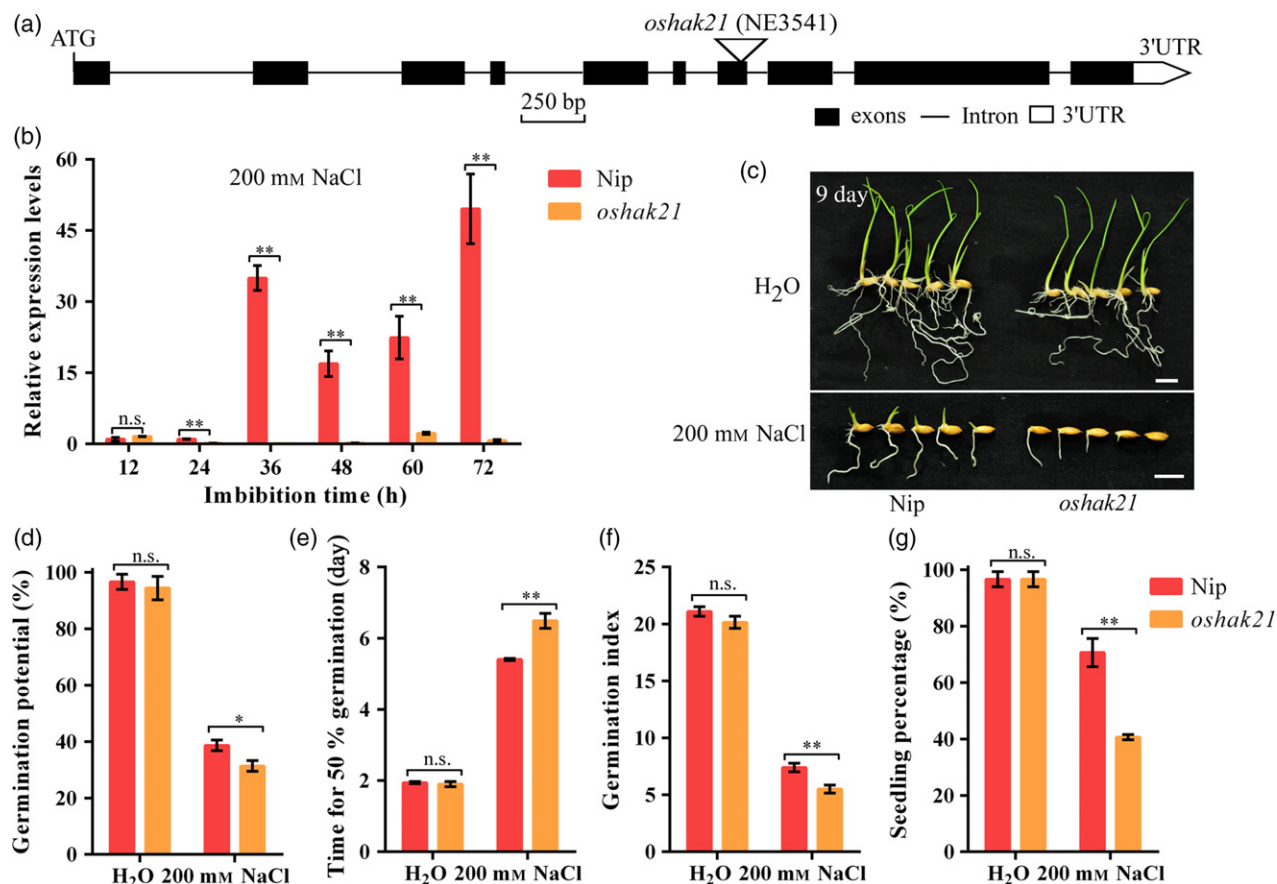 (a)
oshak21 (NE3541)
ATG
3'UTR
250 bp
exons
Intron
3'UTR
(b)
Relative expression levels
60
45
30
15
0
200 mM NaCl
Nip
oshak21
n.s.
**
**
**
**
**
12 24 36 48 60 72
Imbibition time (h)
(c)
9 day
H2O
200 mM NaCl
Nip
oshak21
(d)
Germination potential (%)
100
80
60
40
20
0
n.s.
*
H2O 200 mM NaCl
(e)
Time for 50 % germination (day)
8
6
4
2
0
n.s.
**
H2O 200 mM NaCl
(f)
Germination index
25
20
15
10
5
0
n.s.
**
H2O 200 mM NaCl
(g)
Seedling percentage (%)
100
80
60
40
20
0
n.s.
**
Nip
oshak21
H2O 200 mM NaCl